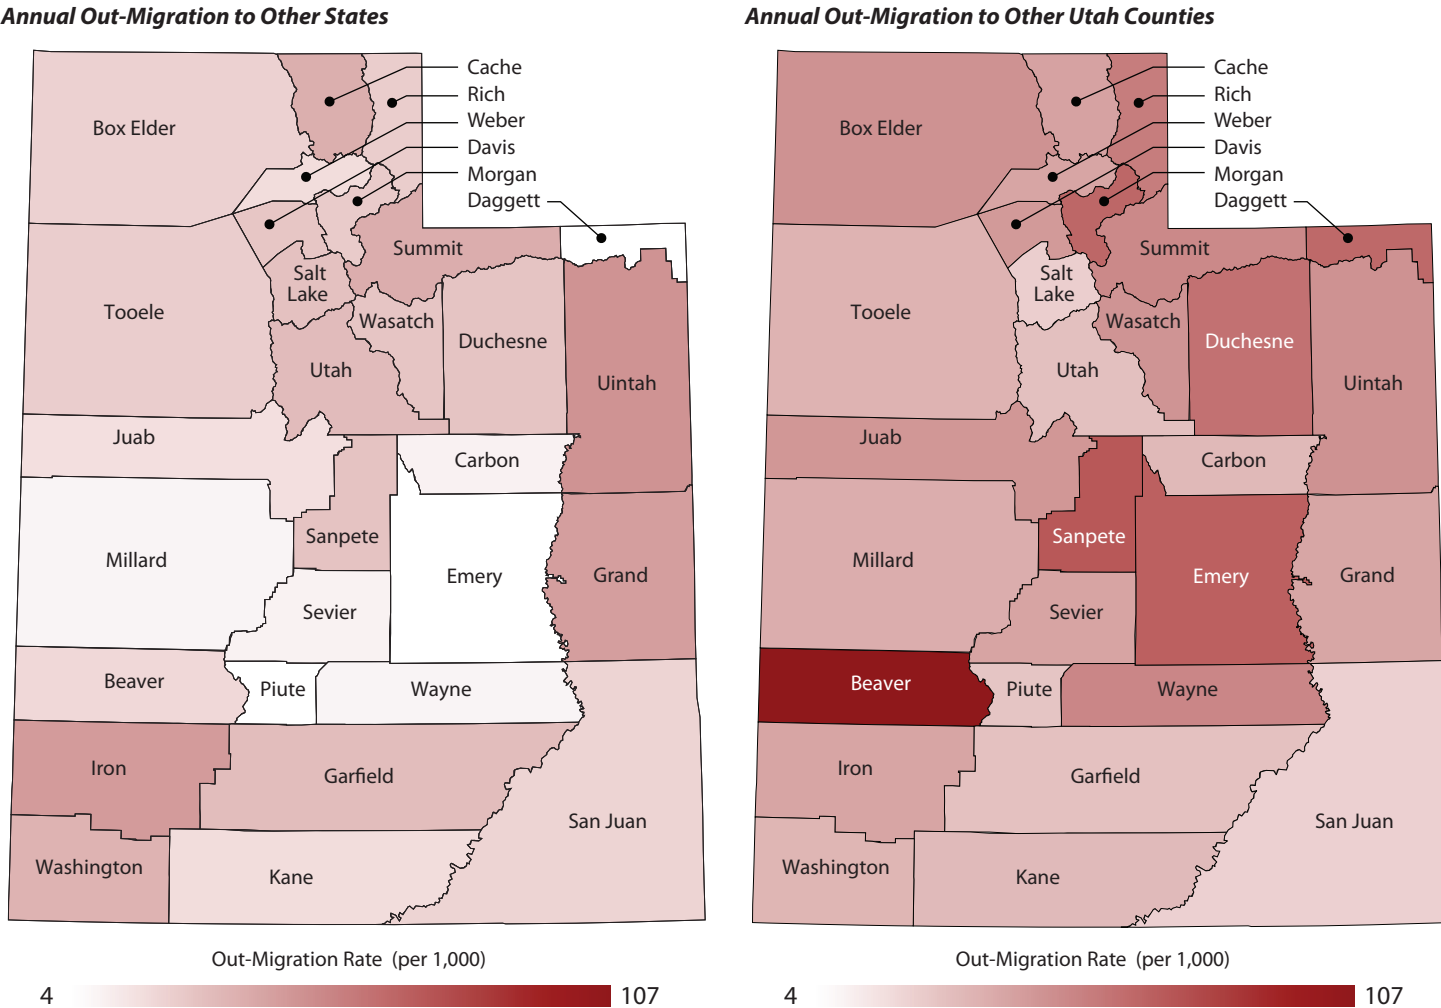 Annual Out-Migration to Other States
Cache
Rich
Weber
Davis
Morgan
Daggett
Box Elder
Summit
Salt
Lake
Tooele
Wasatch
Duchesne
Utah
Uintah
Juab
Carbon
Sanpete
Millard
Emery
Grand
Sevier
Beaver
Piute
Wayne
Iron
Garfield
San Juan
Washington
Kane
Out-Migration Rate (per 1,000)
4
107
Annual Out-Migration to Other Utah Counties
Cache
Rich
Weber
Davis
Morgan
Daggett
Box Elder
Summit
Salt
Lake
Tooele
Wasatch
Duchesne
Utah
Uintah
Juab
Carbon
Sanpete
Millard
Emery
Grand
Sevier
Beaver
Piute
Wayne
Iron
Garfield
San Juan
Washington
Kane
Out-Migration Rate (per 1,000)
4
107